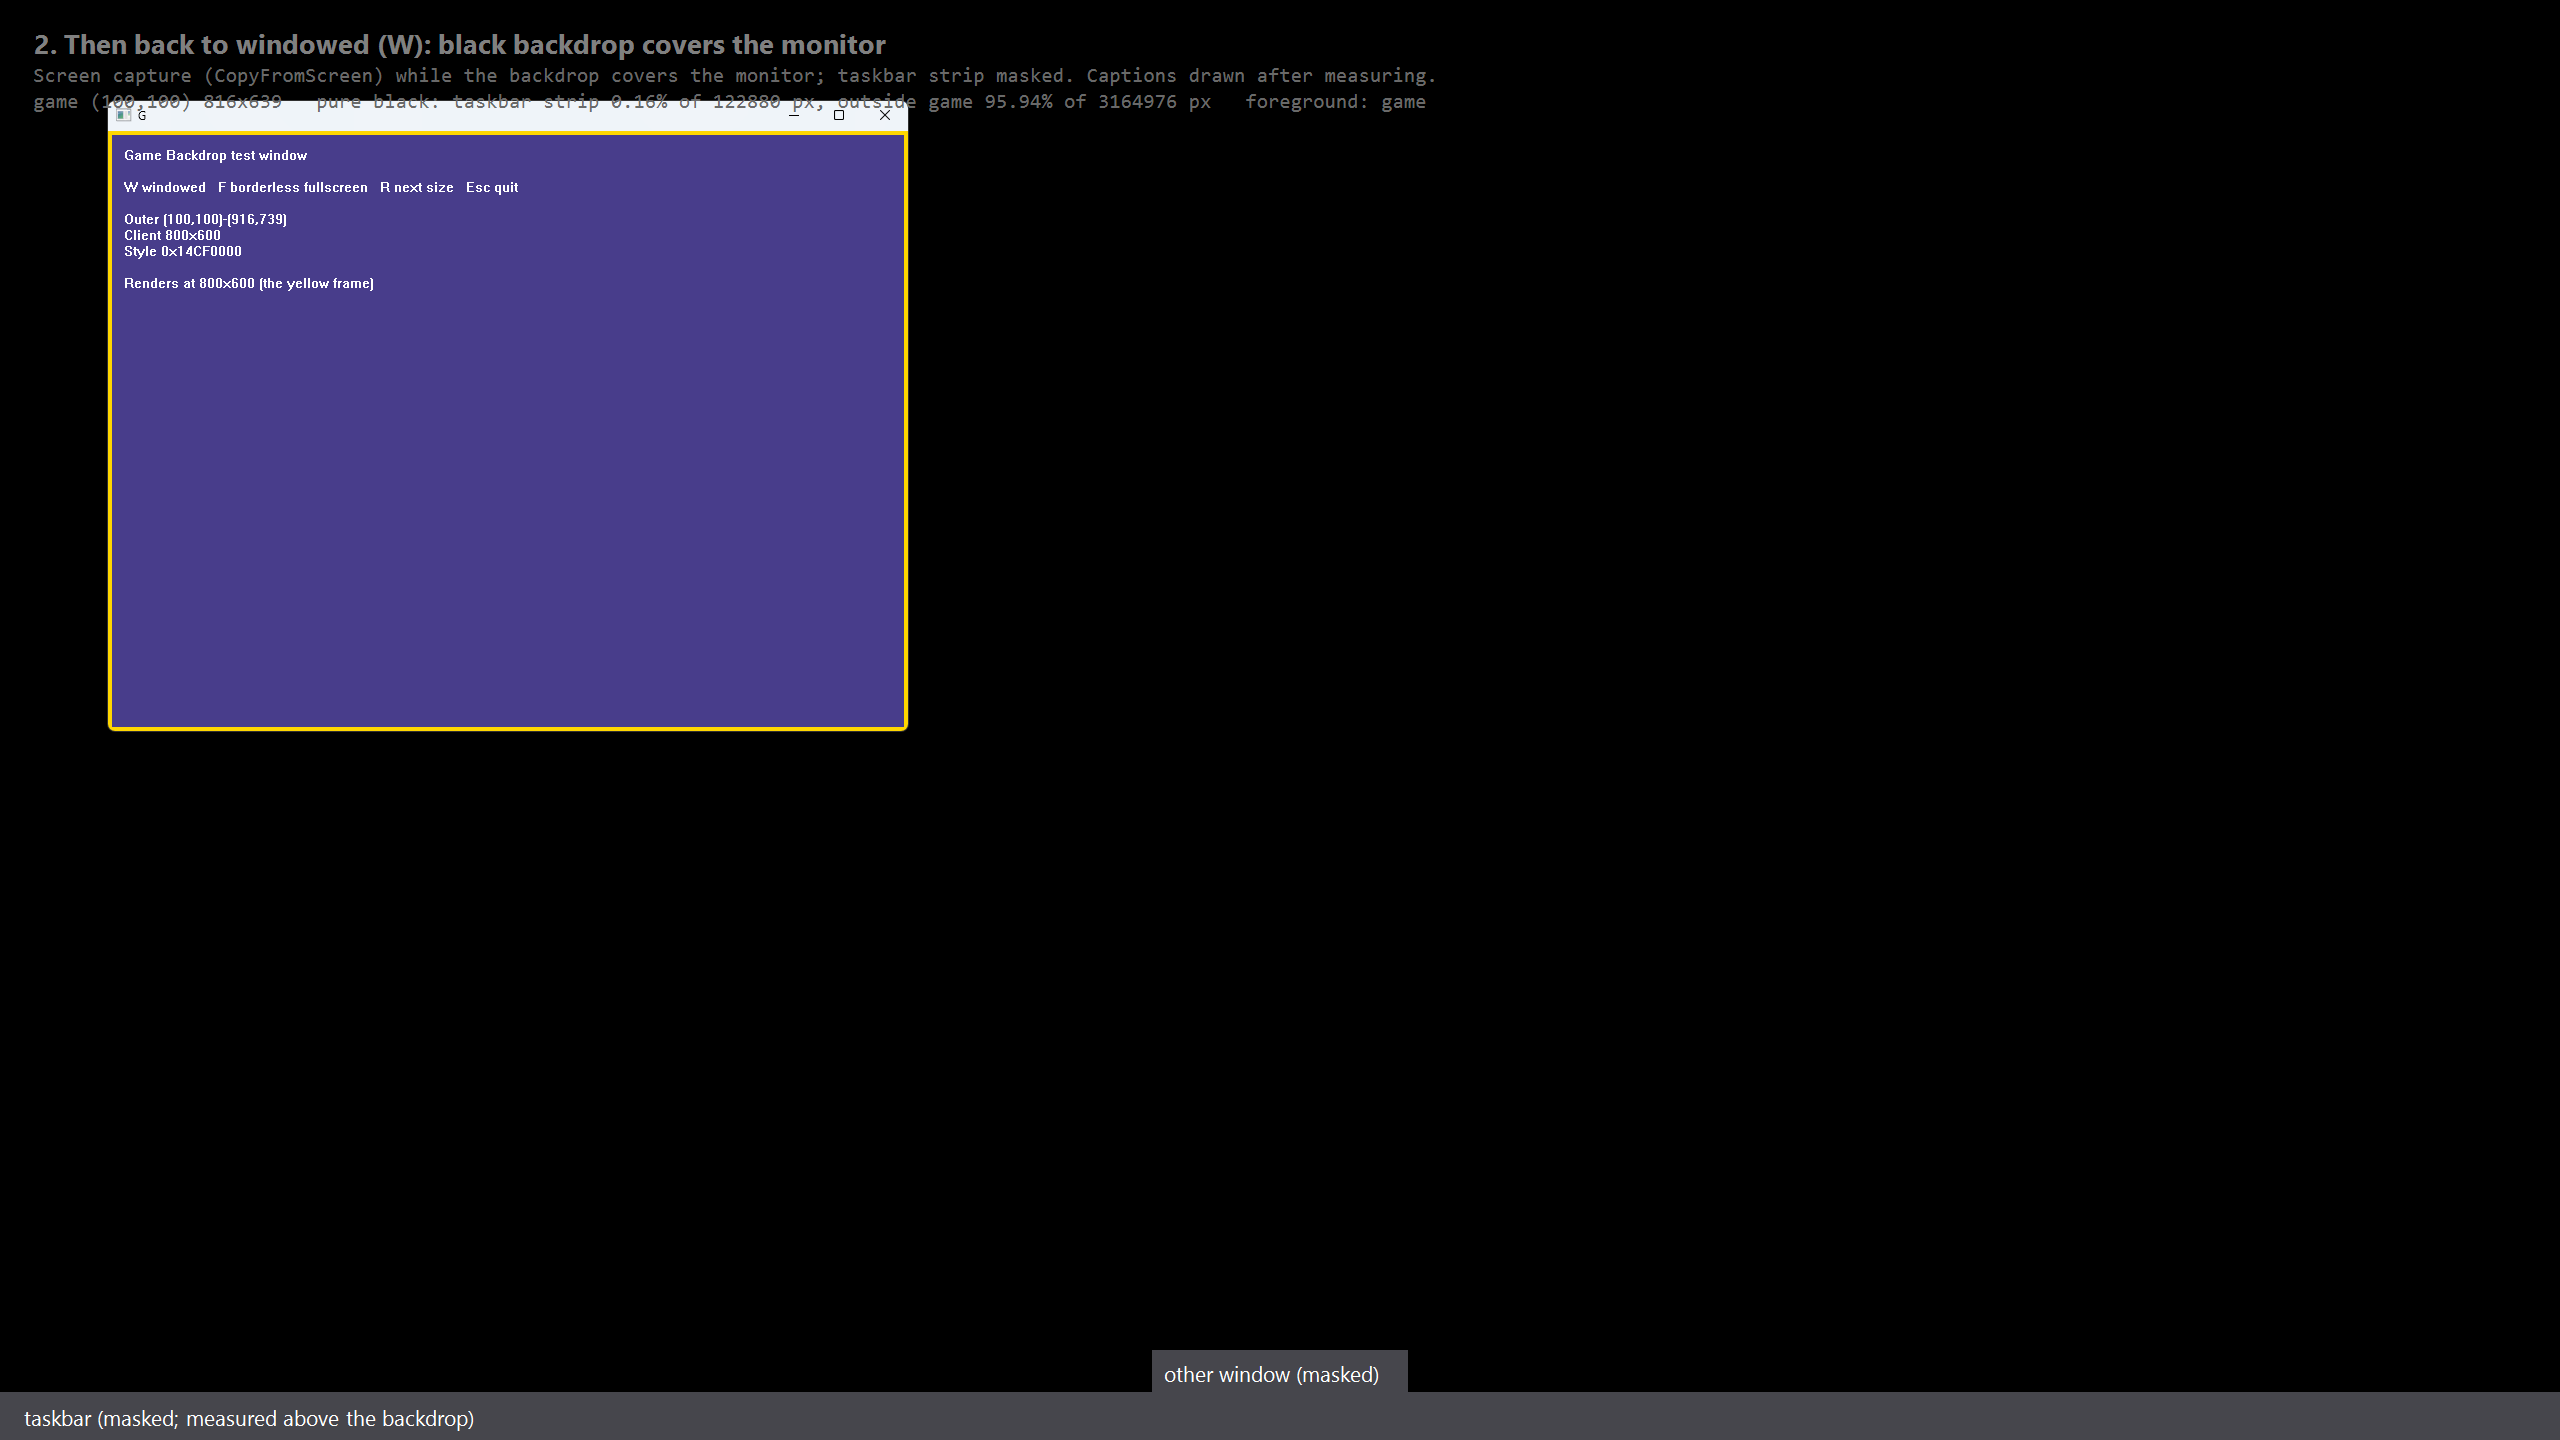 2. Then back to windowed (W): black backdrop covers the monitor
Screen capture (CopyFromScreen) while the backdrop covers the monitor; taskbar strip masked. Captions drawn after measuring.
game (100,100) 816x639 pure black: taskbar strip 0.16% of 122880 px, outside game 95.94% of 3164976 px foreground: game
G
Game Backdrop test window
W windowed F borderless fullscreen R next size Esc quit
Outer (100,100)-(916,739)
Client 800x600
Style 0x14CF0000
Renders at 800x600 (the yellow frame)
other window (masked)
taskbar (masked; measured above the backdrop)